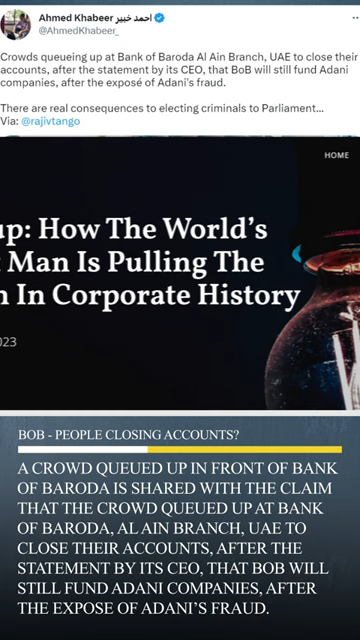 Ahmed Khabeer احمد خبیر
@AhmedKhabeer_
Crowds queueing up at Bank of Baroda Al Ain Branch, UAE to close their
accounts, after the statement by its CEO, that BoB will still fund Adani
companies, after the exposé of Adani's fraud.
There are real consequences to electing criminals to Parliament...
Via: @rajivtango
HOME
up: How The World's
Man Is Pulling The
n In Corporate History
023
BOB - PEOPLE CLOSING ACCOUNTS?
A CROWD QUEUED UP IN FRONT OF BANK
OF BARODA IS SHARED WITH THE CLAIM
THAT THE CROWD QUEUED UP AT BANK
OF BARODA, AL AIN BRANCH, UAE TO
CLOSE THEIR ACCOUNTS, AFTER THE
STATEMENT BY ITS CEO, THAT BOB WILL
STILL FUND ADANI COMPANIES, AFTER
THE EXPOSE OF ADANI'S FRAUD.